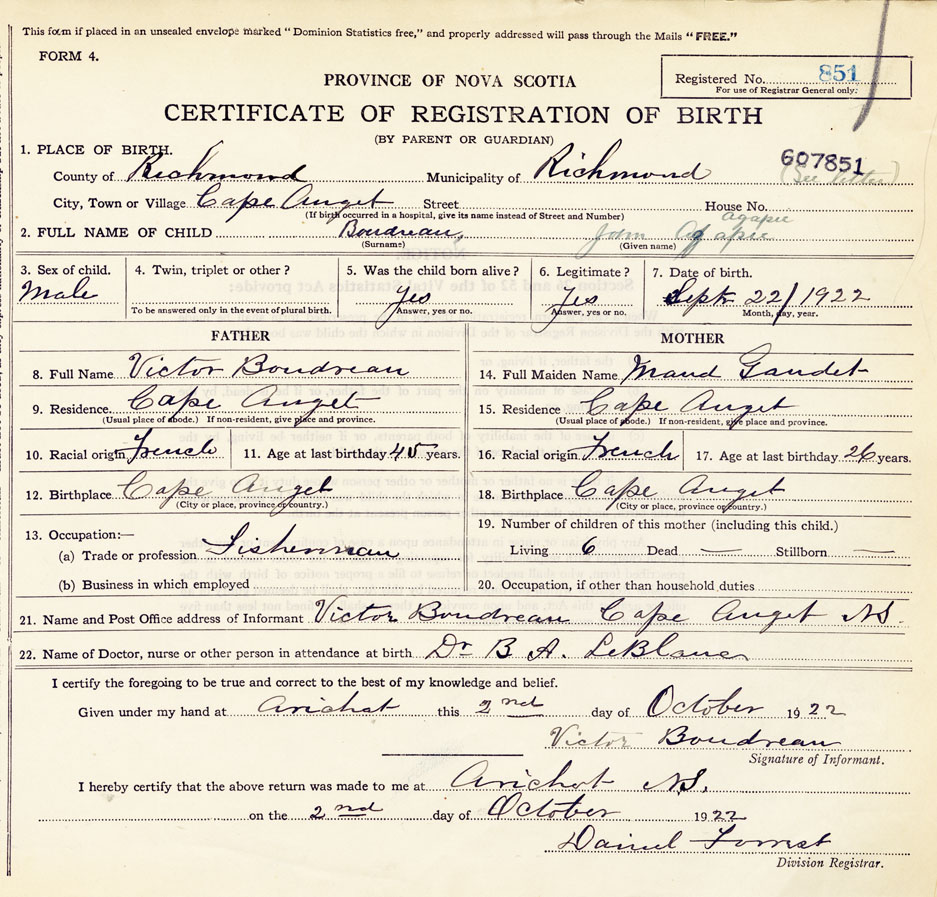 This form if placed in an unsealed envelope marked "Dominion Statistics free," and properly addressed will pass through the Mails "FREE."
FORM 4.
Registered No. 851
For use of Registrar General only.
PROVINCE OF NOVA SCOTIA
CERTIFICATE OF REGISTRATION OF BIRTH
(BY PARENT OR GUARDIAN)
607851
(See letter)
1. PLACE OF BIRTH.
County of Richmond Municipality of Richmond
City, Town or Village Cape Auget Street House No.
(If birth occurred in a hospital, give its name instead of Street and Number)
agapie
2. FULL NAME OF CHILD Boudreau, John Agapie
(Surname) (Given name)
3. Sex of child. 4. Twin, triplet or other? 5. Was the child born alive? 6. Legitimate? 7. Date of birth.
Male Yes Yes Sept 22/1922
To be answered only in the event of plural birth. Answer, yes or no. Answer, yes or no. Month, day, year.
FATHER MOTHER
8. Full Name Victor Boudreau 14. Full Maiden Name Maud Gaudet
9. Residence Cape Auget 15. Residence Cape Auget
(Usual place of abode.) If non-resident, give place and province. (Usual place of abode.) If non-resident, give place and province.
10. Racial origin French 11. Age at last birthday 45 years. 16. Racial origin French 17. Age at last birthday 26 years.
12. Birthplace Cape Auget 18. Birthplace Cape Auget
(City or place, province or country.) (City or place, province or country.)
13. Occupation:— 19. Number of children of this mother (including this child.)
(a) Trade or profession Fisherman Living 6 Dead — Stillborn —
(b) Business in which employed 20. Occupation, if other than household duties
21. Name and Post Office address of Informant Victor Boudreau Cape Auget N.S.
22. Name of Doctor, nurse or other person in attendance at birth Dr B A. LeBlanc
I certify the foregoing to be true and correct to the best of my knowledge and belief.
Given under my hand at Arichat this 2nd day of October 1922
Victor Boudreau
Signature of Informant.
I hereby certify that the above return was made to me at Arichat NS.
on the 2nd day of October 1922
Daniel Forrest
Division Registrar.